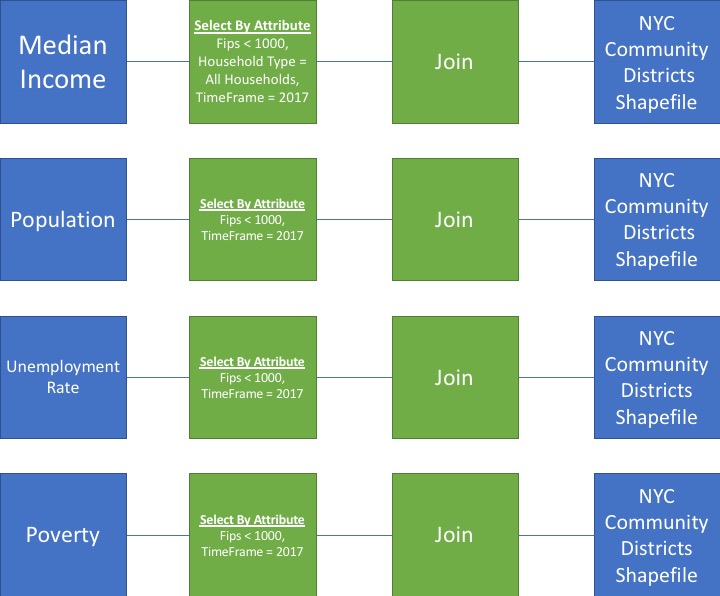 Median
Income
Select By Attribute
Fips < 1000,
Household Type =
All Households,
TimeFrame = 2017
Join
NYC
Community
Districts
Shapefile
Population
Select By Attribute
Fips < 1000,
TimeFrame = 2017
Join
NYC
Community
Districts
Shapefile
Unemployment
Rate
Select By Attribute
Fips < 1000,
TimeFrame = 2017
Join
NYC
Community
Districts
Shapefile
Poverty
Select By Attribute
Fips < 1000,
TimeFrame = 2017
Join
NYC
Community
Districts
Shapefile